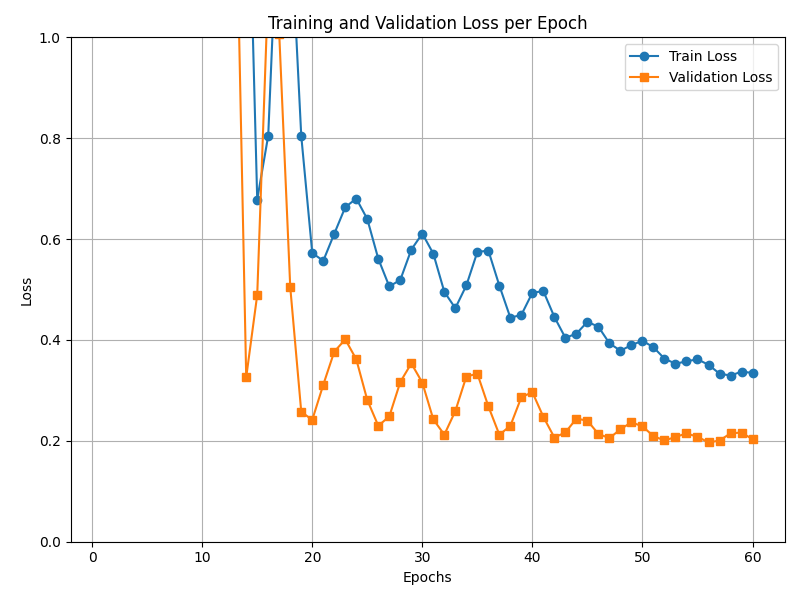 Training and Validation Loss per Epoch
Train Loss
Validation Loss
1.0
0.8
0.6
0.4
0.2
0.0
Loss
0 10 20 30 40 50 60
Epochs